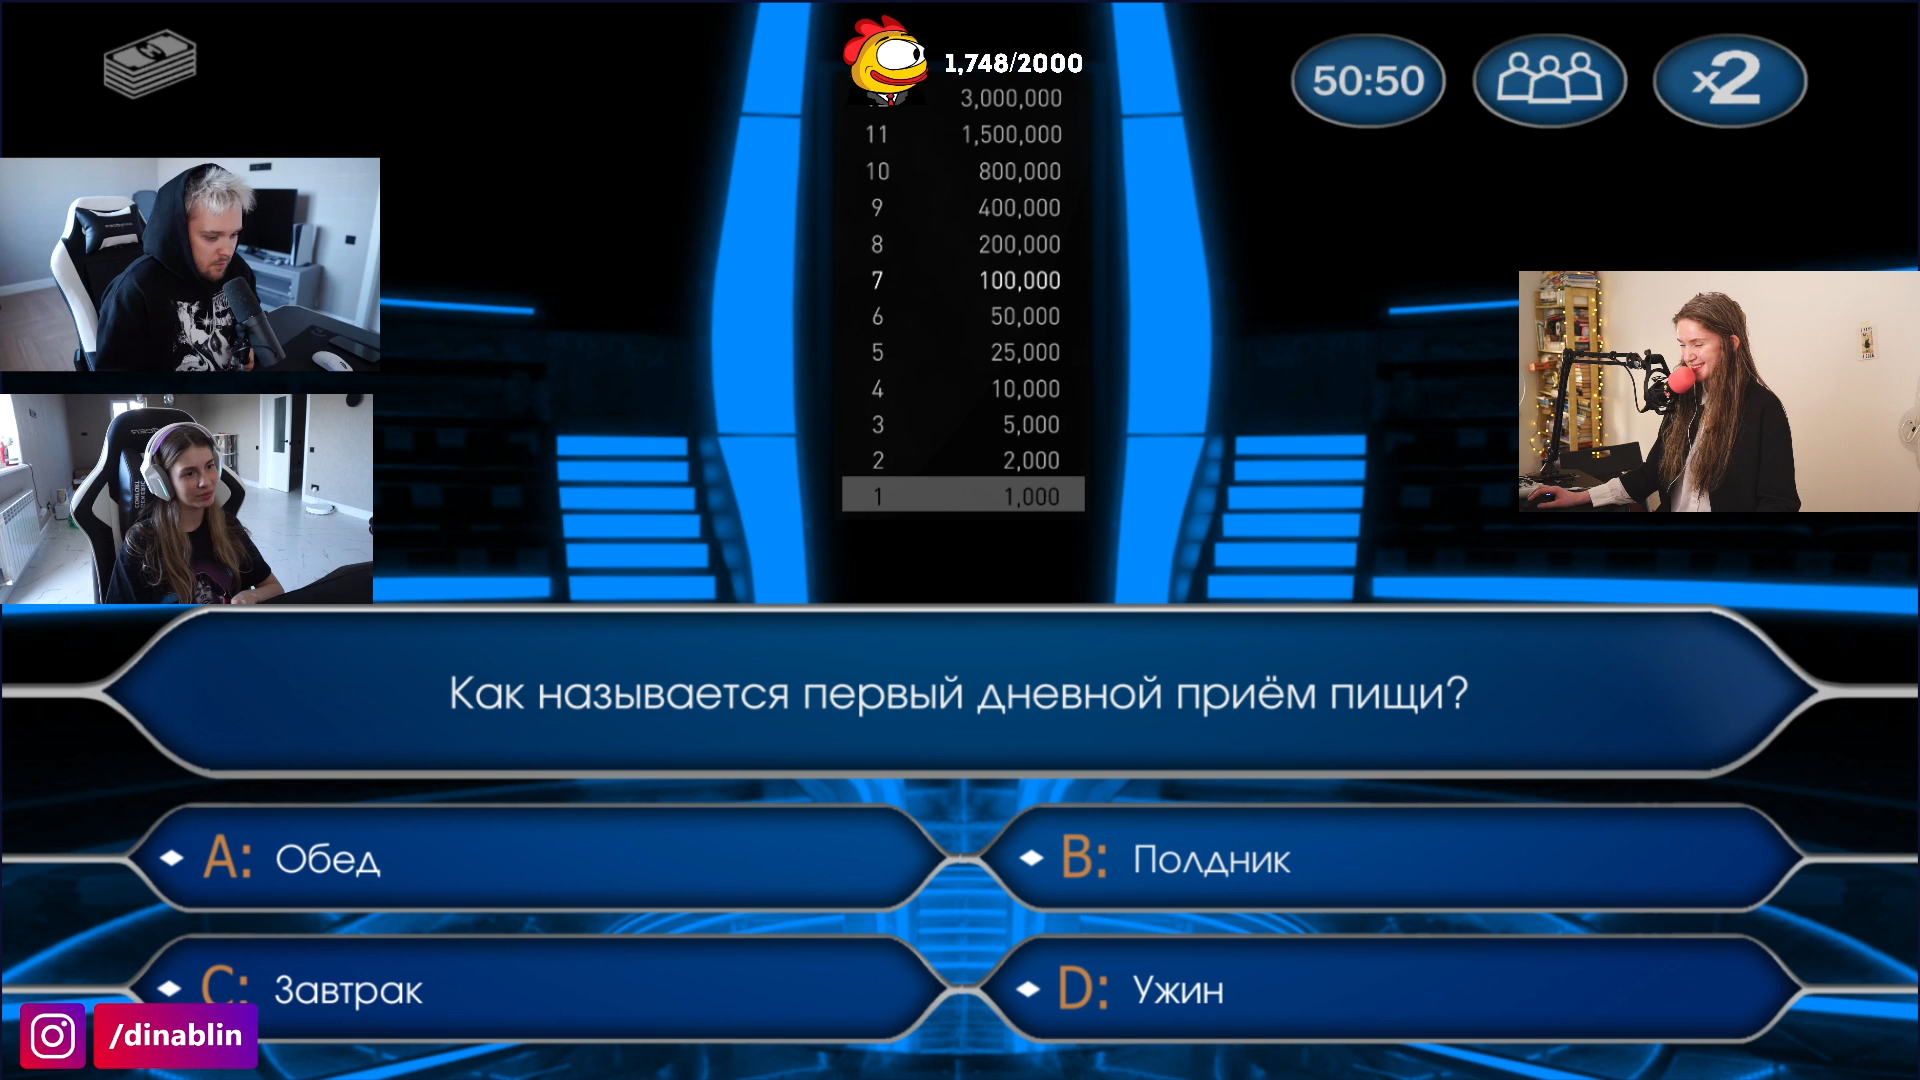 1,748/2000
3,000,000
11 1,500,000
10 800,000
9 400,000
8 200,000
7 100,000
6 50,000
5 25,000
4 10,000
3 5,000
2 2,000
1 1,000
50:50
x2
Как называется первый дневной приём пищи?
A: Обед
B: Полдник
C: Завтрак
D: Ужин
/dinablin